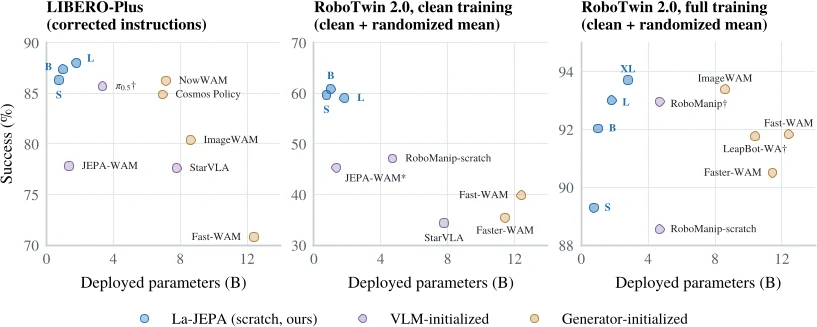 LIBERO-Plus
(corrected instructions)
RoboTwin 2.0, clean training
(clean + randomized mean)
RoboTwin 2.0, full training
(clean + randomized mean)
Success (%)
90
85
80
75
70
B
L
S
π0.5†
NowWAM
Cosmos Policy
ImageWAM
JEPA-WAM
StarVLA
Fast-WAM
0 4 8 12
Deployed parameters (B)
70
60
50
40
30
B
S
L
RoboManip-scratch
JEPA-WAM*
Fast-WAM
Faster-WAM
StarVLA
0 4 8 12
Deployed parameters (B)
94
92
90
88
XL
L
B
S
ImageWAM
RoboManip†
Fast-WAM
LeapBot-WA†
Faster-WAM
RoboManip-scratch
0 4 8 12
Deployed parameters (B)
La-JEPA (scratch, ours) VLM-initialized Generator-initialized